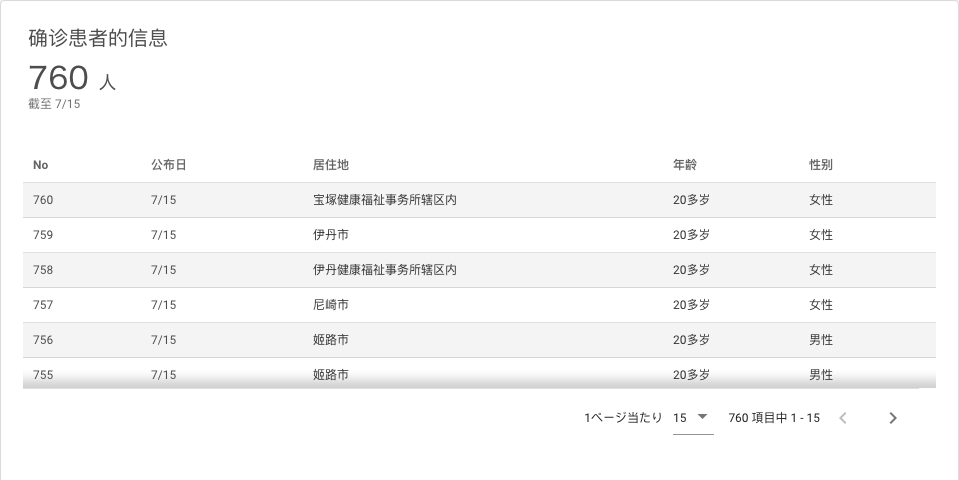 确诊患者的信息
760 人
截至 7/15
No 公布日 居住地 年龄 性别
760 7/15 宝塚健康福祉事务所辖区内 20多岁 女性
759 7/15 伊丹市 20多岁 女性
758 7/15 伊丹健康福祉事务所辖区内 20多岁 女性
757 7/15 尼崎市 20多岁 女性
756 7/15 姬路市 20多岁 男性
755 7/15 姬路市 20多岁 男性
1ページ当たり 15 760 項目中 1 - 15